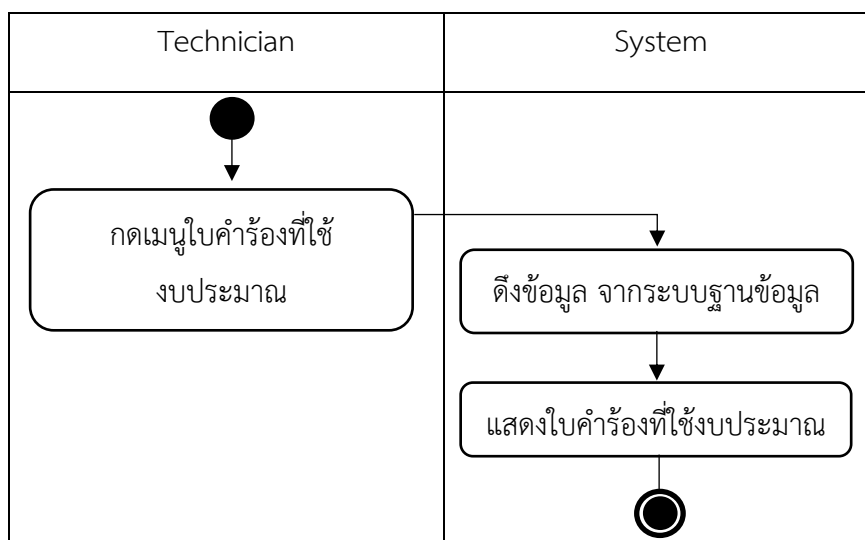 Technician
System
กดเมนูใบคำร้องที่ใช้
งบประมาณ
ดึงข้อมูล จากระบบฐานข้อมูล
แสดงใบคำร้องที่ใช้งบประมาณ